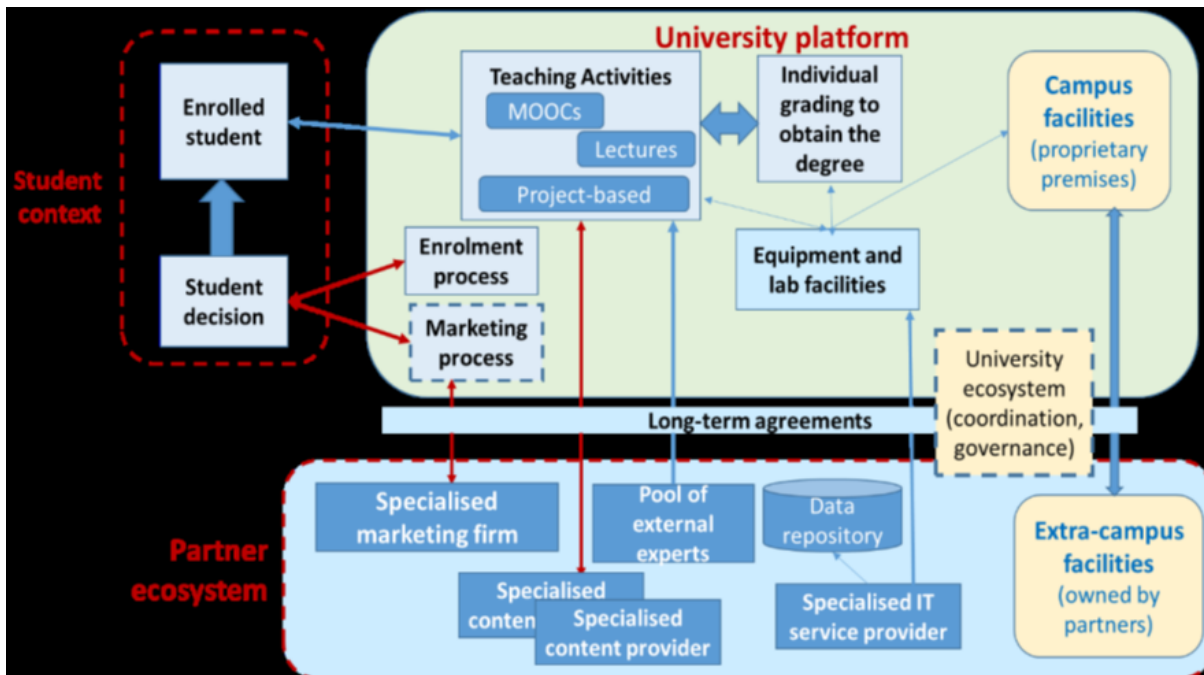 University platform
Teaching Activities
MOOCs
Lectures
Project-based
Individual
grading to
obtain the
degree
Campus
facilities
(proprietary
premises)
Enrolled
student
Student
context
Student
decision
Enrolment
process
Marketing
process
Equipment and
lab facilities
University
ecosystem
(coordination,
governance)
Long-term agreements
Partner
ecosystem
Specialised
marketing firm
Pool of
external
experts
Data
repository
Extra-campus
facilities
(owned by
partners)
Specialised
conten
Specialised
content provider
Specialised IT
service provider